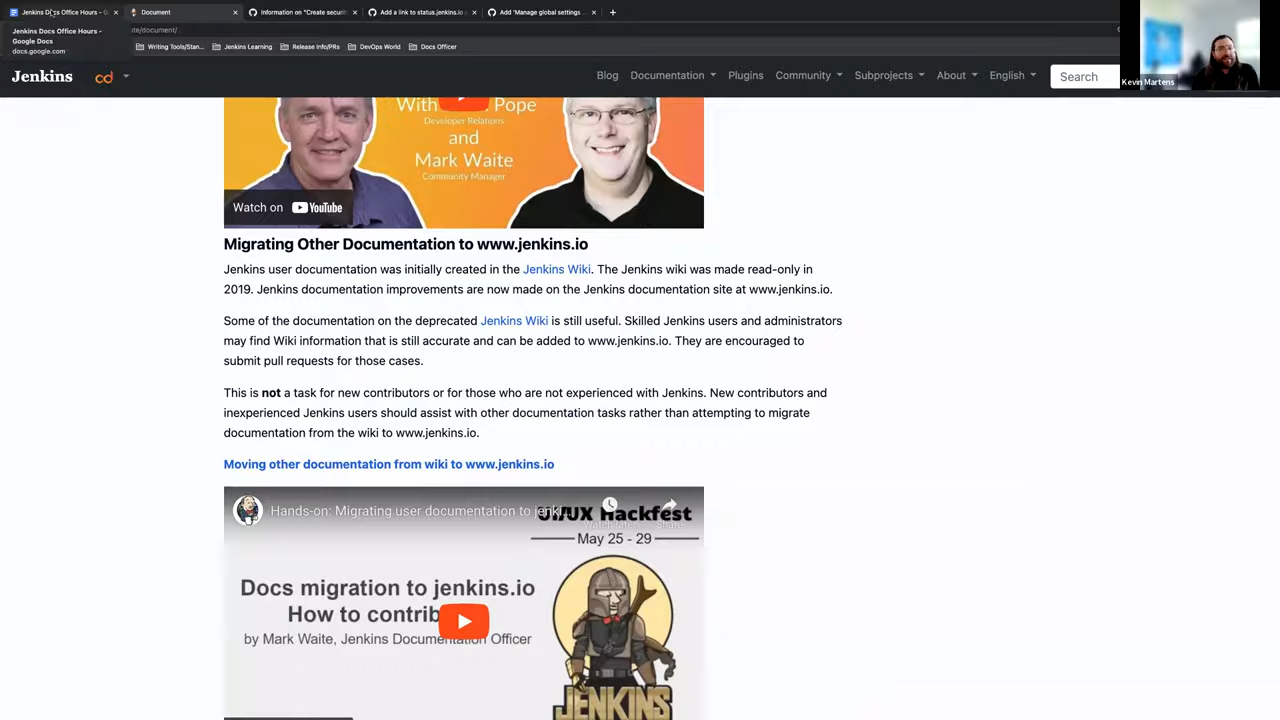 Jenkins Docs Office Hours - G
Document
Information on "Create securit
Add a link to status.jenkins.io
Add 'Manage global settings
Jenkins Docs Office Hours -
Google Docs
docs.google.com
te/document/
Writing Tools/Stan...
Jenkins Learning
Release Info/PRs
DevOps World
Docs Officer
Jenkins
cd
Blog
Documentation
Plugins
Community
Subprojects
About
English
Search
Kevin Martens
With Pope
Developer Relations
and
Mark Waite
Community Manager
Watch on YouTube
Migrating Other Documentation to www.jenkins.io
Jenkins user documentation was initially created in the Jenkins Wiki. The Jenkins wiki was made read-only in
2019. Jenkins documentation improvements are now made on the Jenkins documentation site at www.jenkins.io.
Some of the documentation on the deprecated Jenkins Wiki is still useful. Skilled Jenkins users and administrators
may find Wiki information that is still accurate and can be added to www.jenkins.io. They are encouraged to
submit pull requests for those cases.
This is not a task for new contributors or for those who are not experienced with Jenkins. New contributors and
inexperienced Jenkins users should assist with other documentation tasks rather than attempting to migrate
documentation from the wiki to www.jenkins.io.
Moving other documentation from wiki to www.jenkins.io
Hands-on: Migrating user documentation to jenki...
UI/UX Hackfest
Share
May 25 - 29
Docs migration to jenkins.io
How to contrib
by Mark Waite, Jenkins Documentation Officer
JENKINS